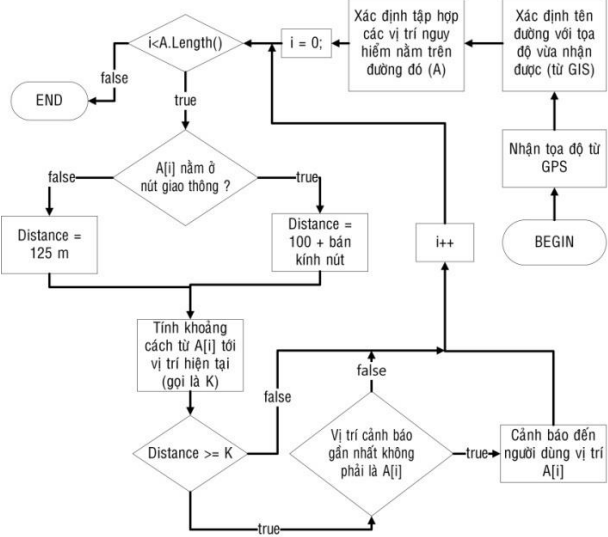 i<A.Length()
i = 0;
Xác định tập hợp
các vị trí nguy
hiểm nằm trên
đường đó (A)
Xác định tên
đường với tọa
độ vừa nhận
được (từ GIS)
false
END
true
Nhận tọa độ từ
GPS
A[i] nằm ở
nút giao thông ?
false
true
Distance =
125 m
Distance =
100 + bán
kính nút
i++
BEGIN
Tính khoảng
cách từ A[i] tới
vị trí hiện tại
(gọi là K)
false
false
Distance >= K
Vị trí cảnh báo
gần nhất không
phải là A[i]
true
Cảnh báo đến
người dùng vị trí
A[i]
true